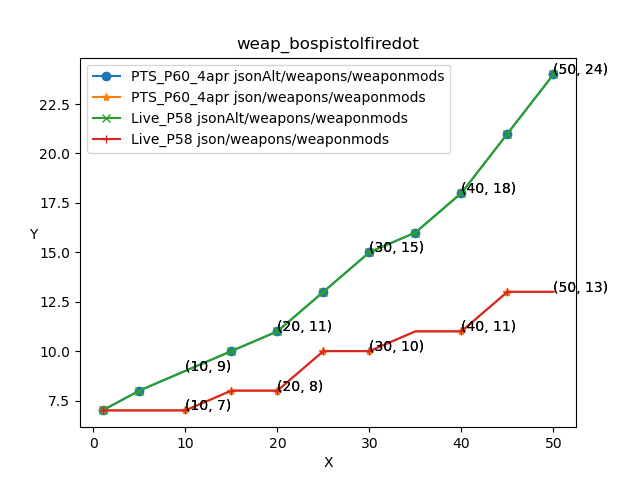 weap_bospistolfiredot
PTS_P60_4apr jsonAlt/weapons/weaponmods
PTS_P60_4apr json/weapons/weaponmods
Live_P58 jsonAlt/weapons/weaponmods
Live_P58 json/weapons/weaponmods
(50, 24)
(40, 18)
(30, 15)
(20, 11)
(10, 9)
(50, 13)
(40, 11)
(30, 10)
(20, 8)
(10, 7)
Y
22.5
20.0
17.5
15.0
12.5
10.0
7.5
0 10 20 30 40 50
X